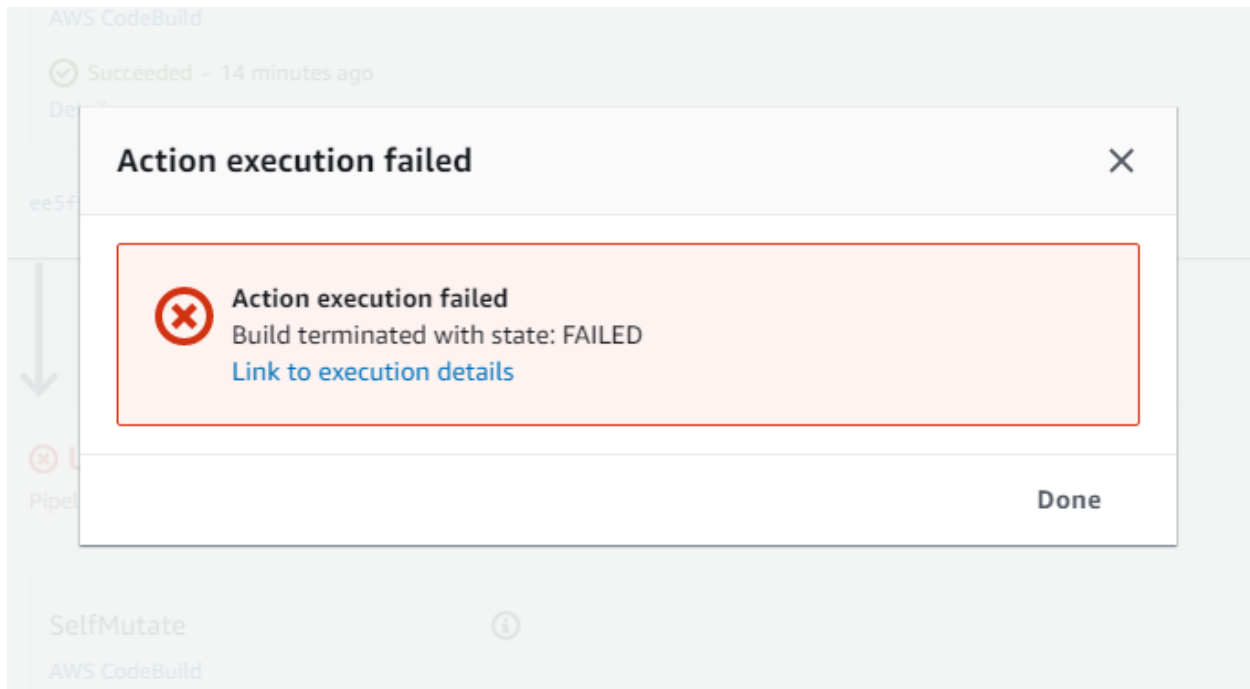 AWS CodeBuild
Succeeded - 14 minutes ago
Action execution failed
ee5f
Action execution failed
Build terminated with state: FAILED
Link to execution details
Done
SelfMutate
AWS CodeBuild